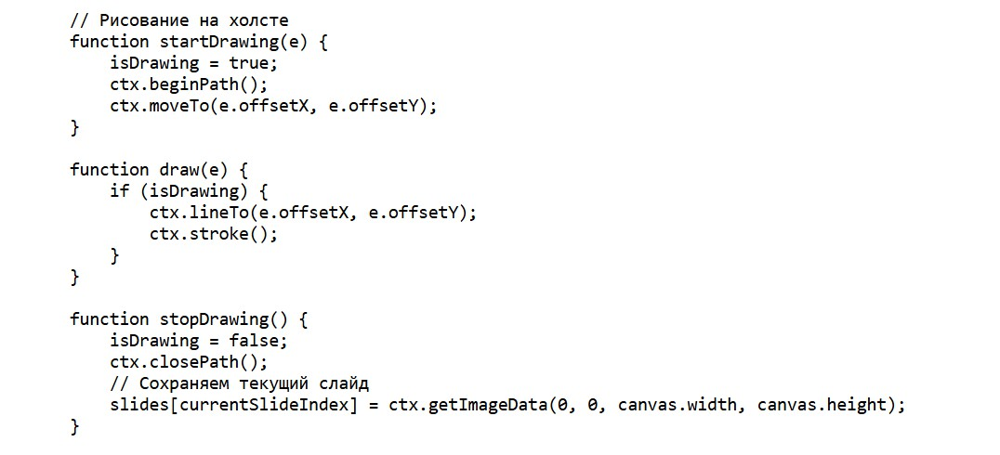 // Рисование на холсте
function startDrawing(e) {
    isDrawing = true;
    ctx.beginPath();
    ctx.moveTo(e.offsetX, e.offsetY);
}

function draw(e) {
    if (isDrawing) {
        ctx.lineTo(e.offsetX, e.offsetY);
        ctx.stroke();
    }
}

function stopDrawing() {
    isDrawing = false;
    ctx.closePath();
    // Сохраняем текущий слайд
    slides[currentSlideIndex] = ctx.getImageData(0, 0, canvas.width, canvas.height);
}